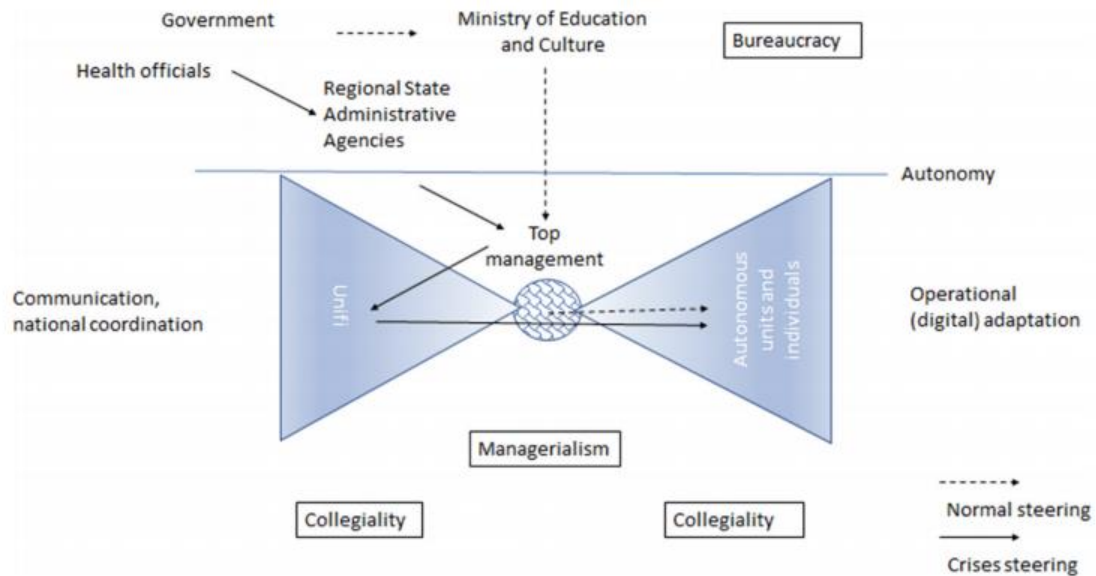 Government
Ministry of Education
and Culture
Bureaucracy
Health officials
Regional State
Administrative
Agencies
Autonomy
Top
management
Unifi
Autonomous
units and
individuals
Communication,
national coordination
Operational
(digital) adaptation
Managerialism
Collegiality
Collegiality
Normal steering
Crises steering